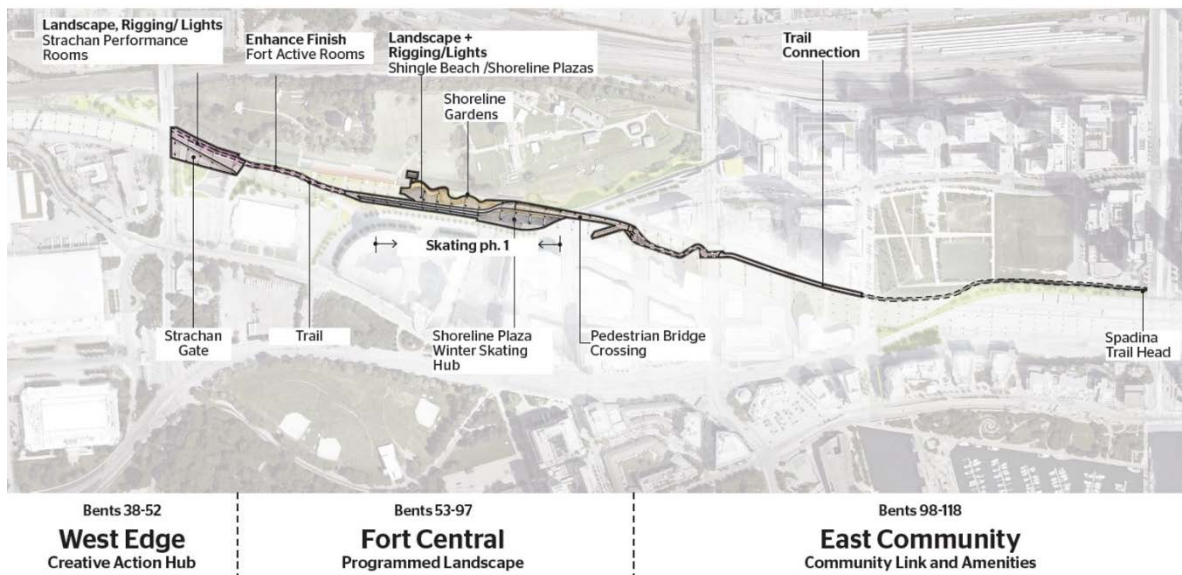 Landscape, Rigging/ Lights
Strachan Performance
Rooms
Enhance Finish
Fort Active Rooms
Landscape +
Rigging/Lights
Shingle Beach /Shoreline Plazas
Shoreline
Gardens
Trail
Connection
Skating ph. 1
Strachan
Gate
Trail
Shoreline Plaza
Winter Skating
Hub
Pedestrian Bridge
Crossing
Spadina
Trail Head
Bents 38-52
West Edge
Creative Action Hub
Bents 53-97
Fort Central
Programmed Landscape
Bents 98-118
East Community
Community Link and Amenities